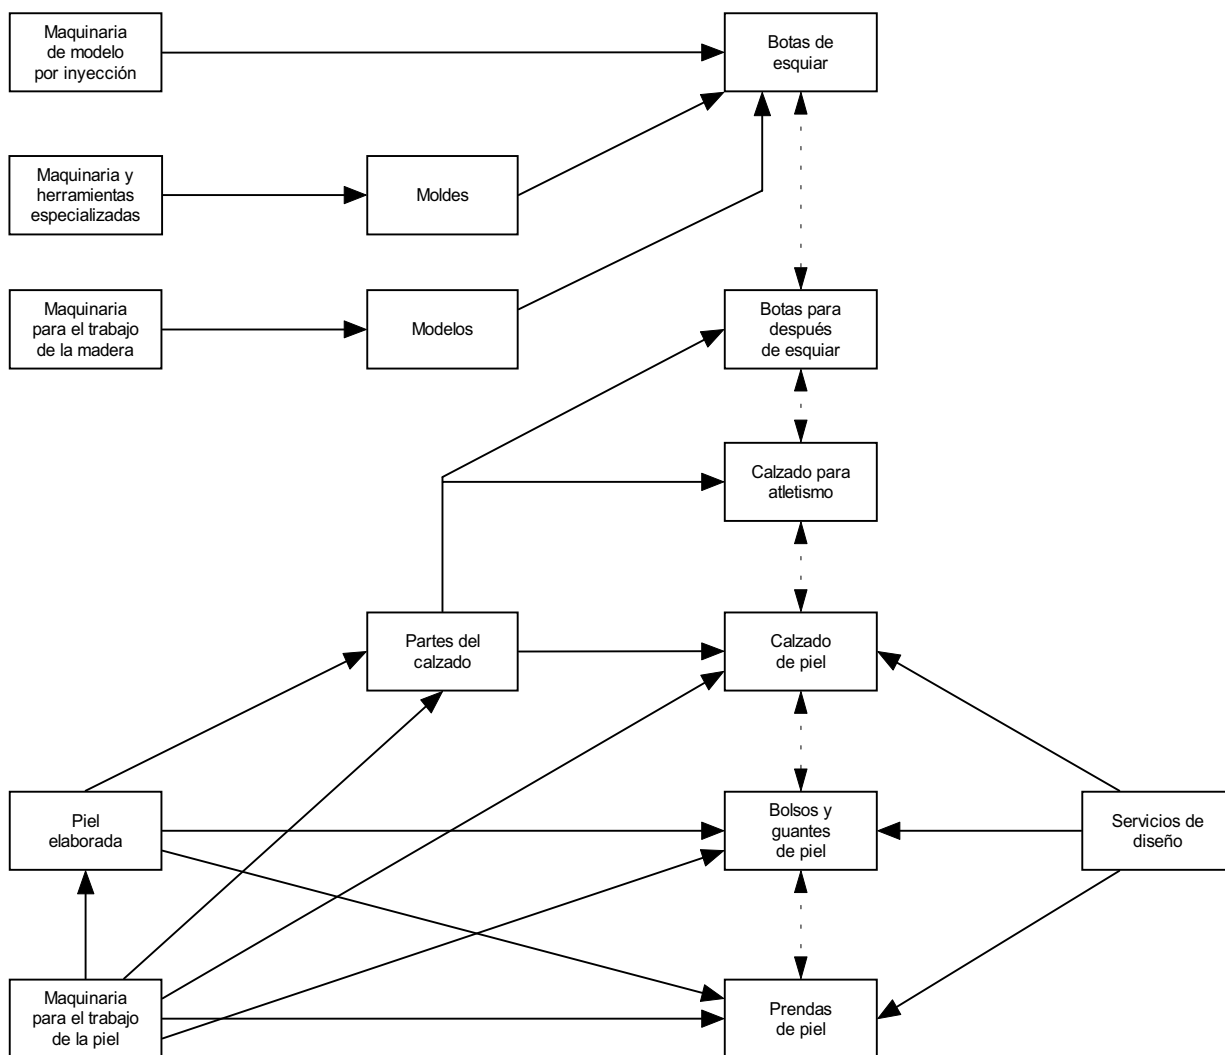 Maquinaria
de modelo
por inyección
Botas de
esquiar
Maquinaria y
herramientas
especializadas
Moldes
Maquinaria
para el trabajo
de la madera
Modelos
Botas para
después
de esquiar
Calzado para
atletismo
Partes del
calzado
Calzado
de piel
Piel
elaborada
Bolsos y
guantes
de piel
Servicios de
diseño
Maquinaria
para el trabajo
de la piel
Prendas
de piel